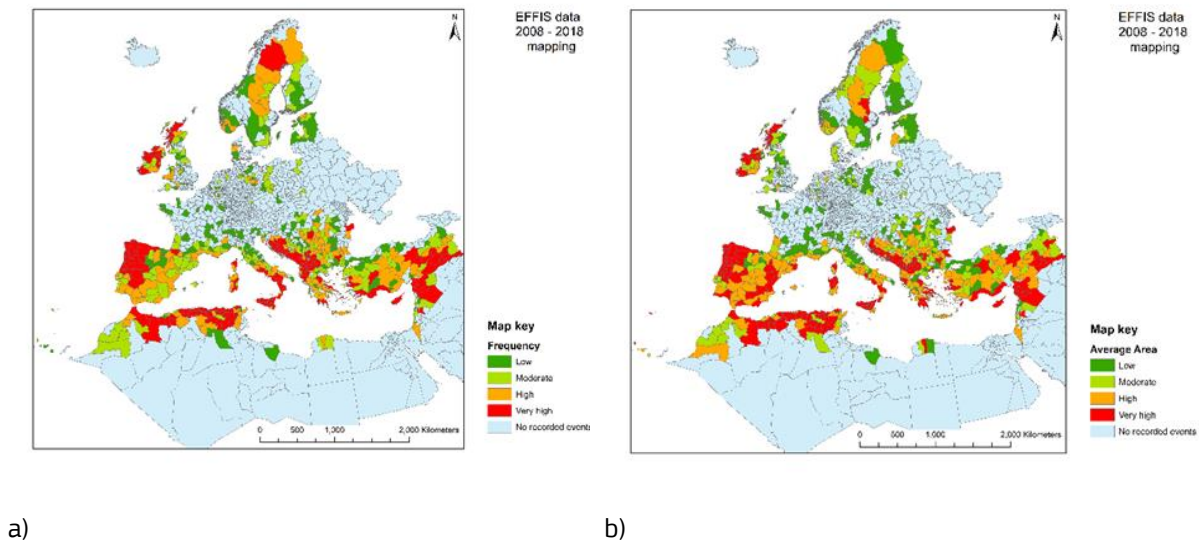 N
EFFIS data
2008 - 2018
mapping
Map key
Frequency
Low
Moderate
High
Very high
No recorded events
0 500 1,000 2,000 Kilometers
a)
N
EFFIS data
2008 - 2018
mapping
Map key
Average Area
Low
Moderate
High
Very high
No recorded events
0 500 1,000 2,000 Kilometers
b)